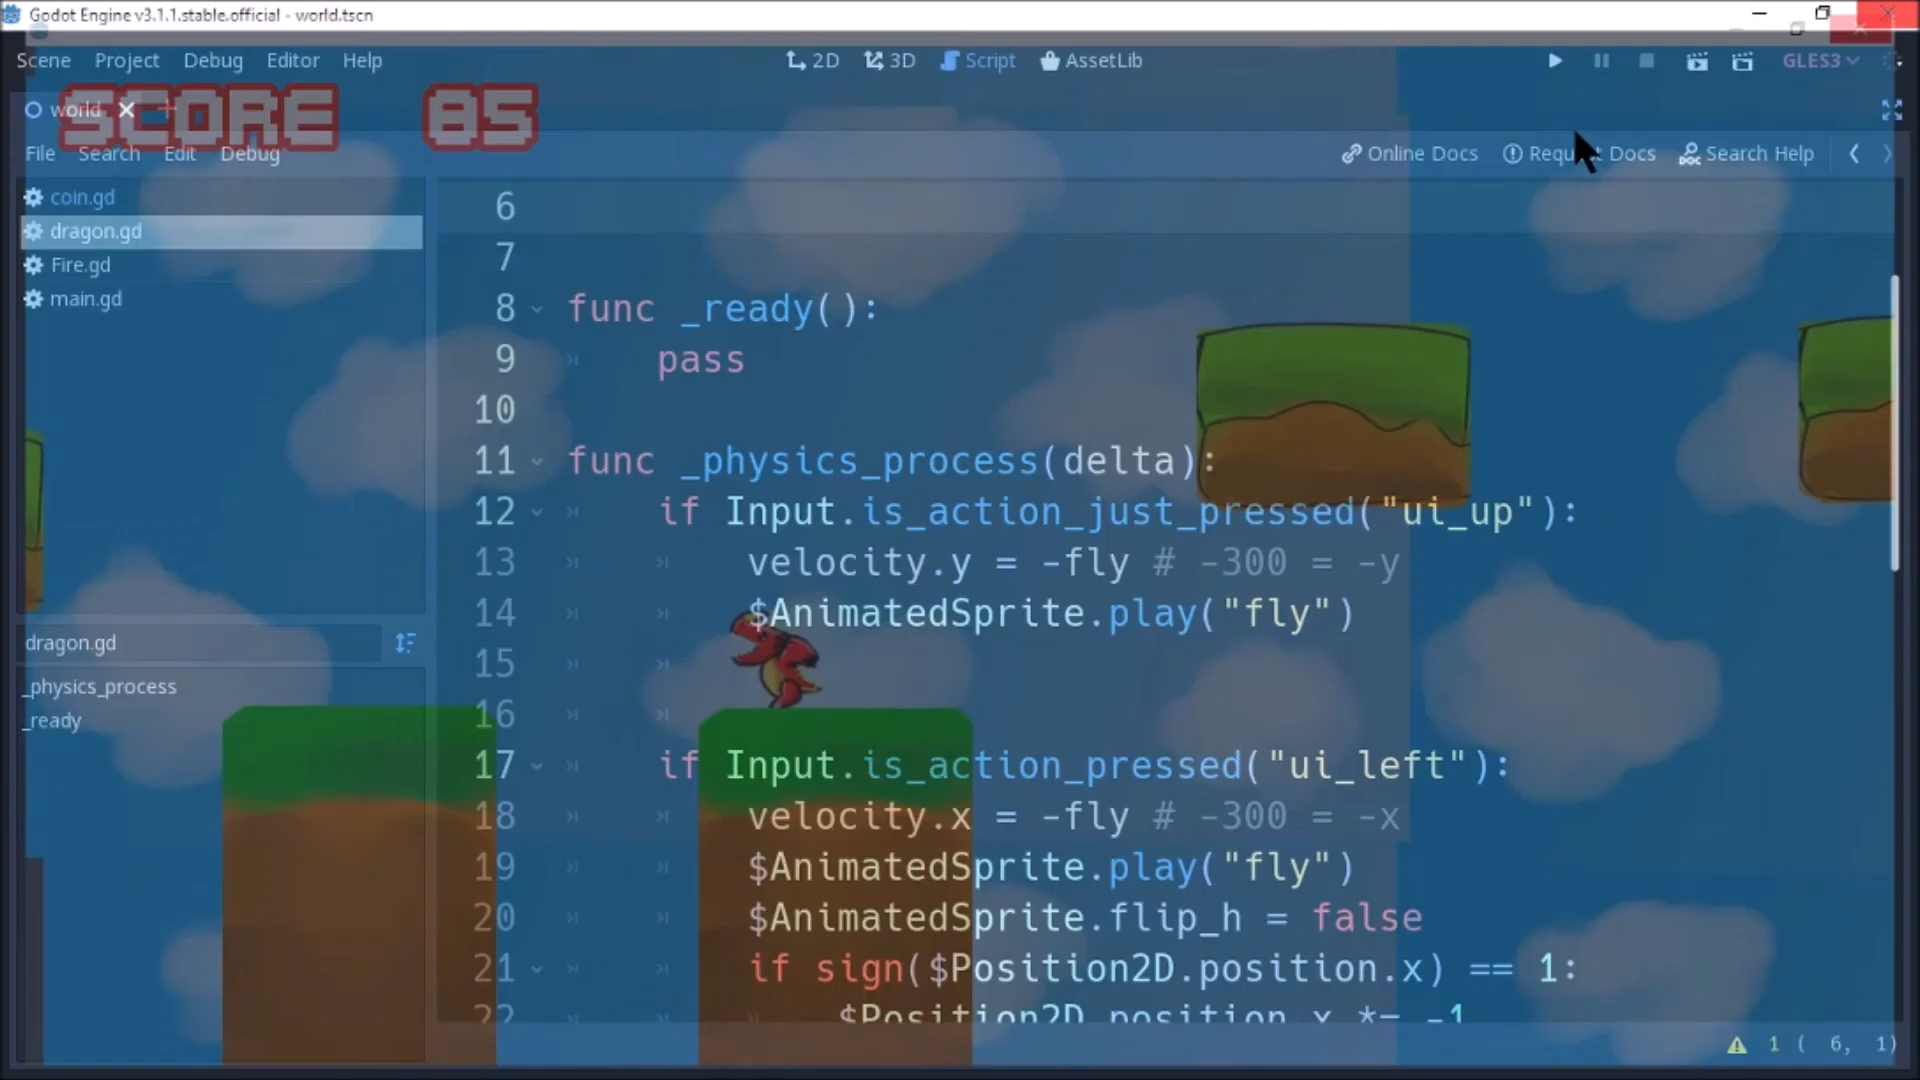 Godot Engine v3.1.1.stable.official - world.tscn
Scene Project Debug Editor Help 2D 3D Script AssetLib GLES3
world
SCORE 85
File Search Edit Debug Online Docs Request Docs Search Help
coin.gd
dragon.gd
Fire.gd
main.gd
dragon.gd
_physics_process
_ready
6
7
8 func _ready():
9 pass
10
11 func _physics_process(delta):
12 if Input.is_action_just_pressed("ui_up"):
13 velocity.y = -fly # -300 = -y
14 $AnimatedSprite.play("fly")
15
16
17 if Input.is_action_pressed("ui_left"):
18 velocity.x = -fly # -300 = -x
19 $AnimatedSprite.play("fly")
20 $AnimatedSprite.flip_h = false
21 if sign($Position2D.position.x) == 1:
22 $Position2D.position.x *= -1
1 ( 6, 1)